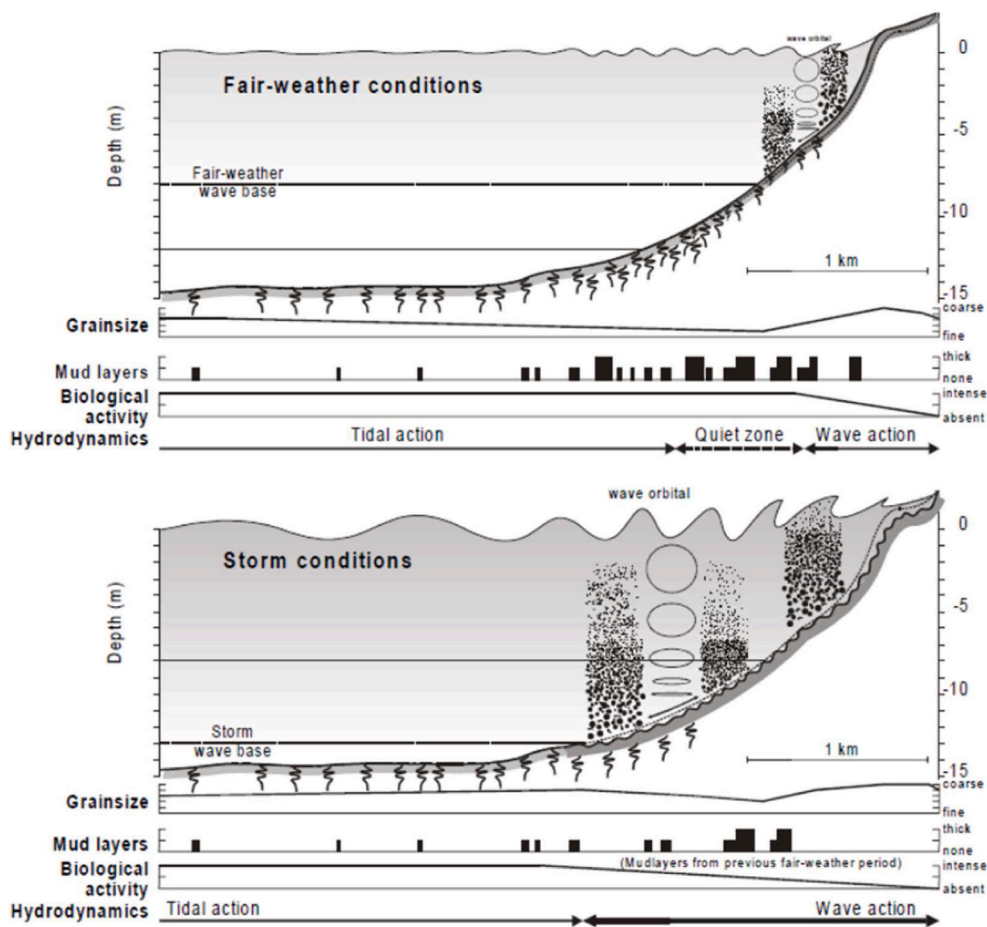 wave orbital
0
Fair-weather conditions
Depth (m)
-5
Fair-weather
wave base
-10
1 km
-15
Grainsize
coarse
fine
Mud layers
thick
none
Biological
activity
intense
absent
Hydrodynamics
Tidal action
Quiet zone
Wave action
wave orbital
0
Storm conditions
Depth (m)
-5
-10
Storm
wave base
1 km
-15
Grainsize
coarse
fine
Mud layers
thick
none
(Mudlayers from previous fair-weather period)
Biological
activity
intense
absent
Hydrodynamics
Tidal action
Wave action